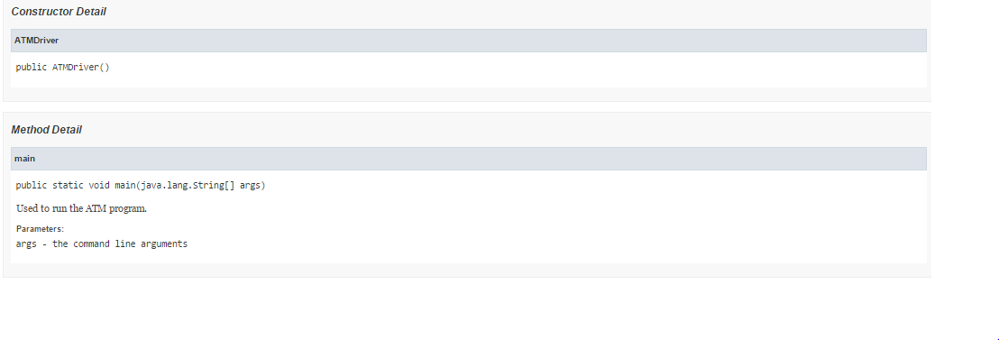 Constructor Detail
ATMDriver
public ATMDriver()
Method Detail
main
public static void main(java.lang.String[] args)
Used to run the ATM program.
Parameters:
args - the command line arguments